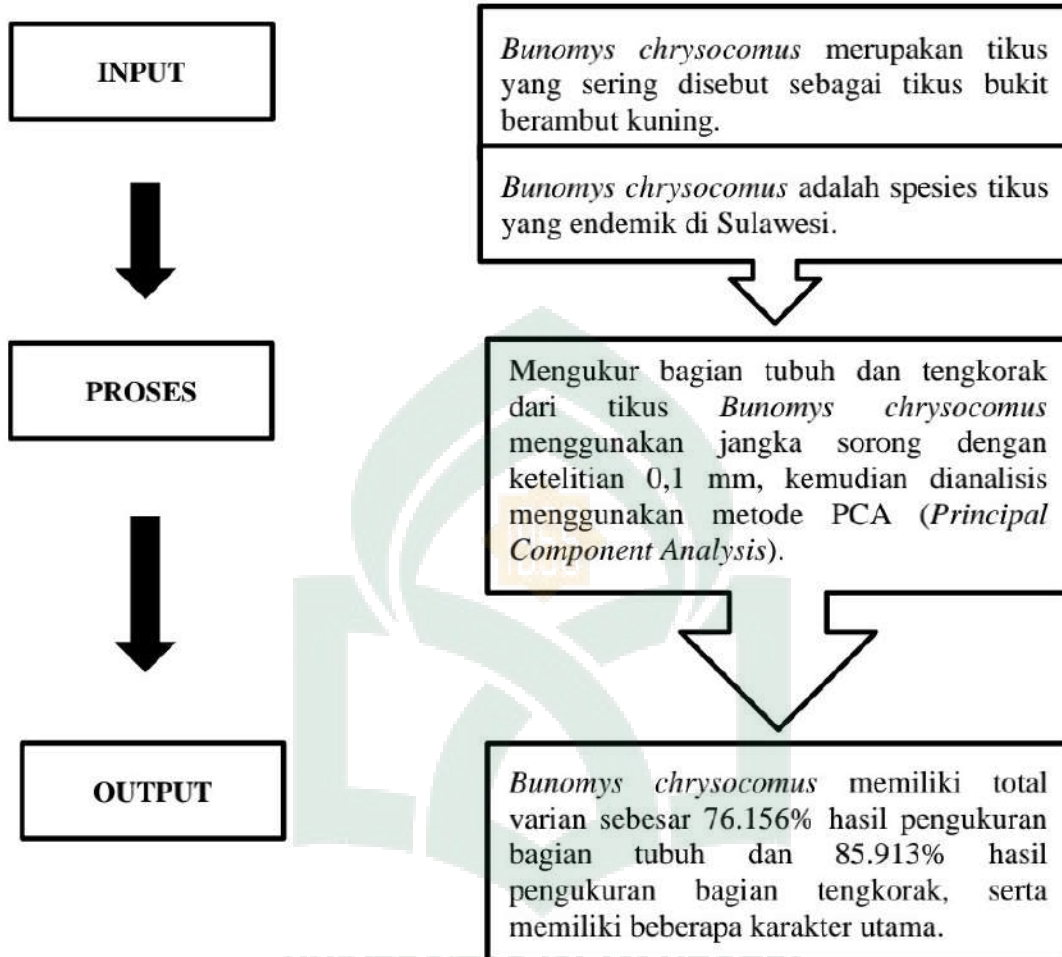 INPUT
Bunomys chrysocomus merupakan tikus
yang sering disebut sebagai tikus bukit
berambut kuning.
Bunomys chrysocomus adalah spesies tikus
yang endemik di Sulawesi.
PROSES
Mengukur bagian tubuh dan tengkorak
dari tikus Bunomys chrysocomus
menggunakan jangka sorong dengan
ketelitian 0,1 mm, kemudian dianalisis
menggunakan metode PCA (Principal
Component Analysis).
OUTPUT
Bunomys chrysocomus memiliki total
varian sebesar 76.156% hasil pengukuran
bagian tubuh dan 85.913% hasil
pengukuran bagian tengkorak, serta
memiliki beberapa karakter utama.